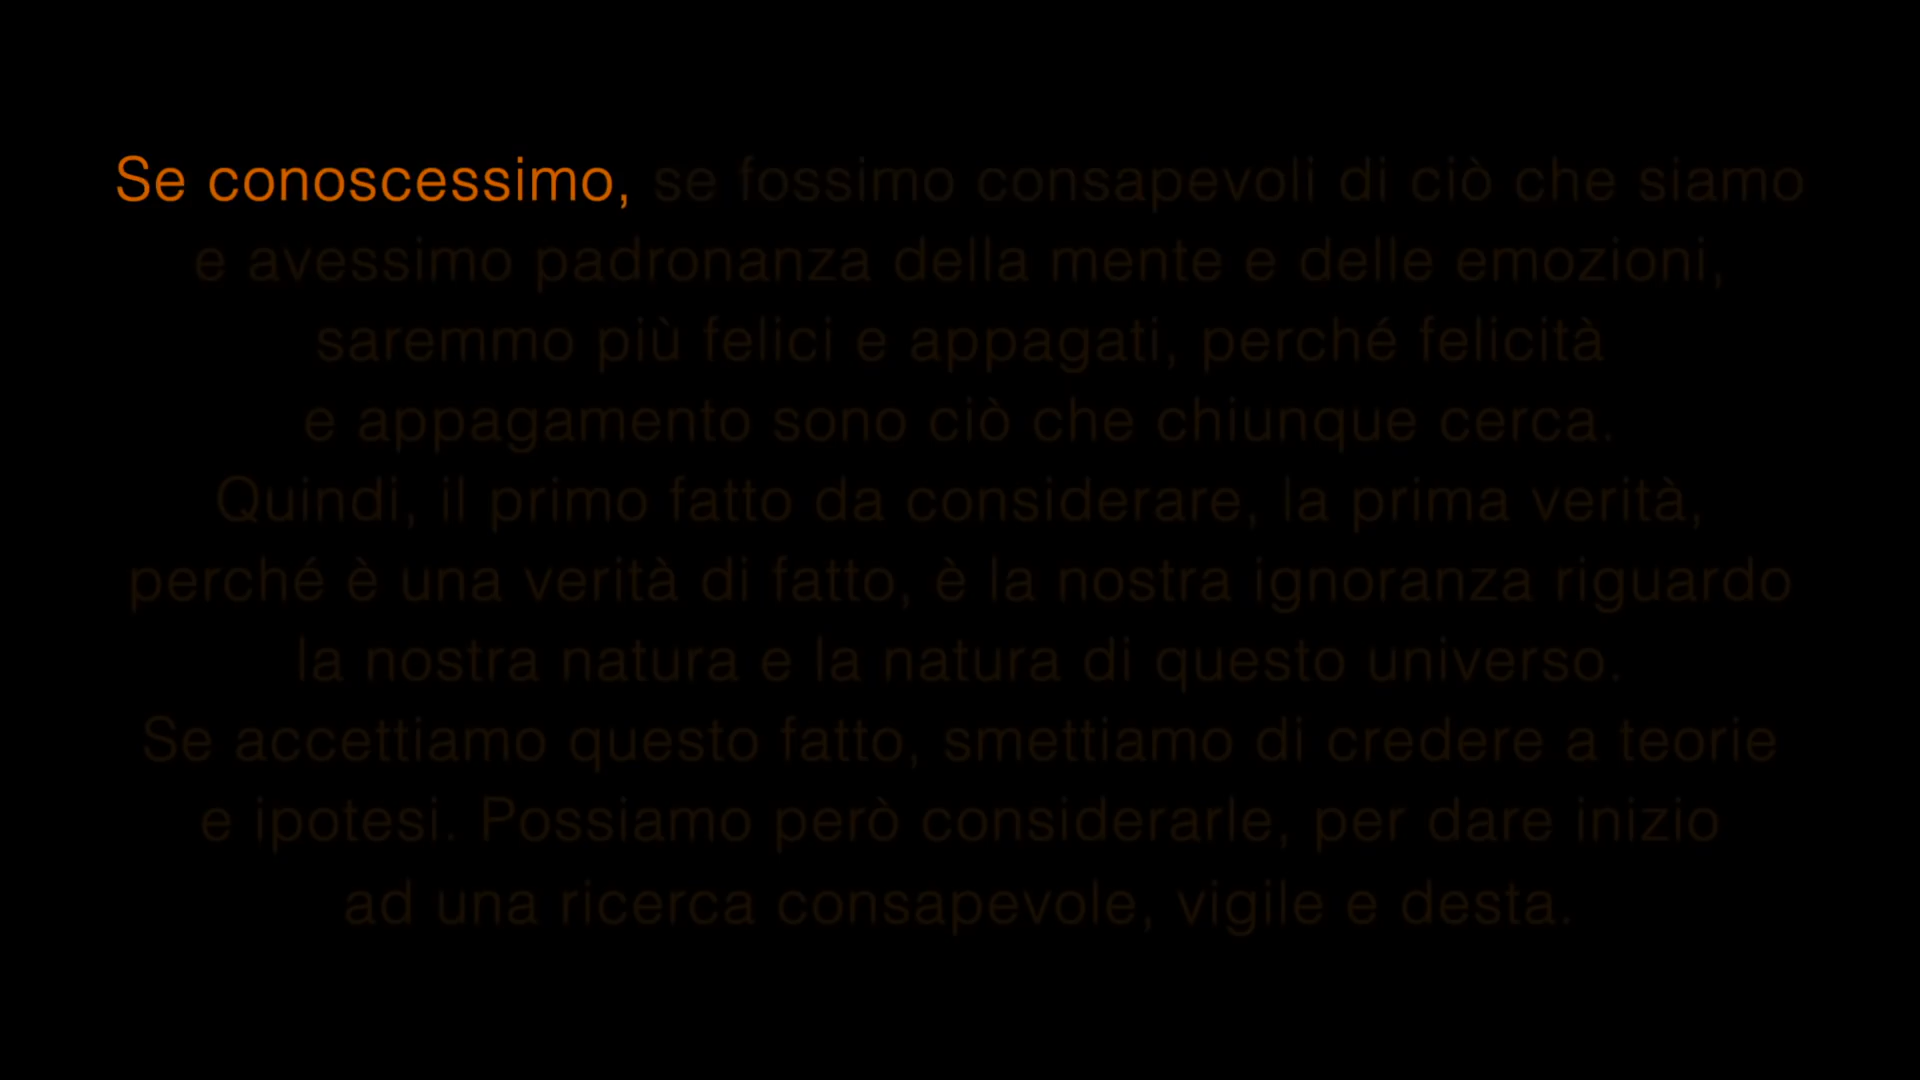 Se conoscessimo, se fossimo consapevoli di ciò che siamo
e avessimo padronanza della mente e delle emozioni,
saremmo più felici e appagati, perché felicità
e appagamento sono ciò che chiunque cerca.
Quindi, il primo fatto da considerare, la prima verità,
perché è una verità di fatto, è la nostra ignoranza riguardo
la nostra natura e la natura di questo universo.
Se accettiamo questo fatto, smettiamo di credere a teorie
e ipotesi. Possiamo però considerarle, per dare inizio
ad una ricerca consapevole, vigile e desta.